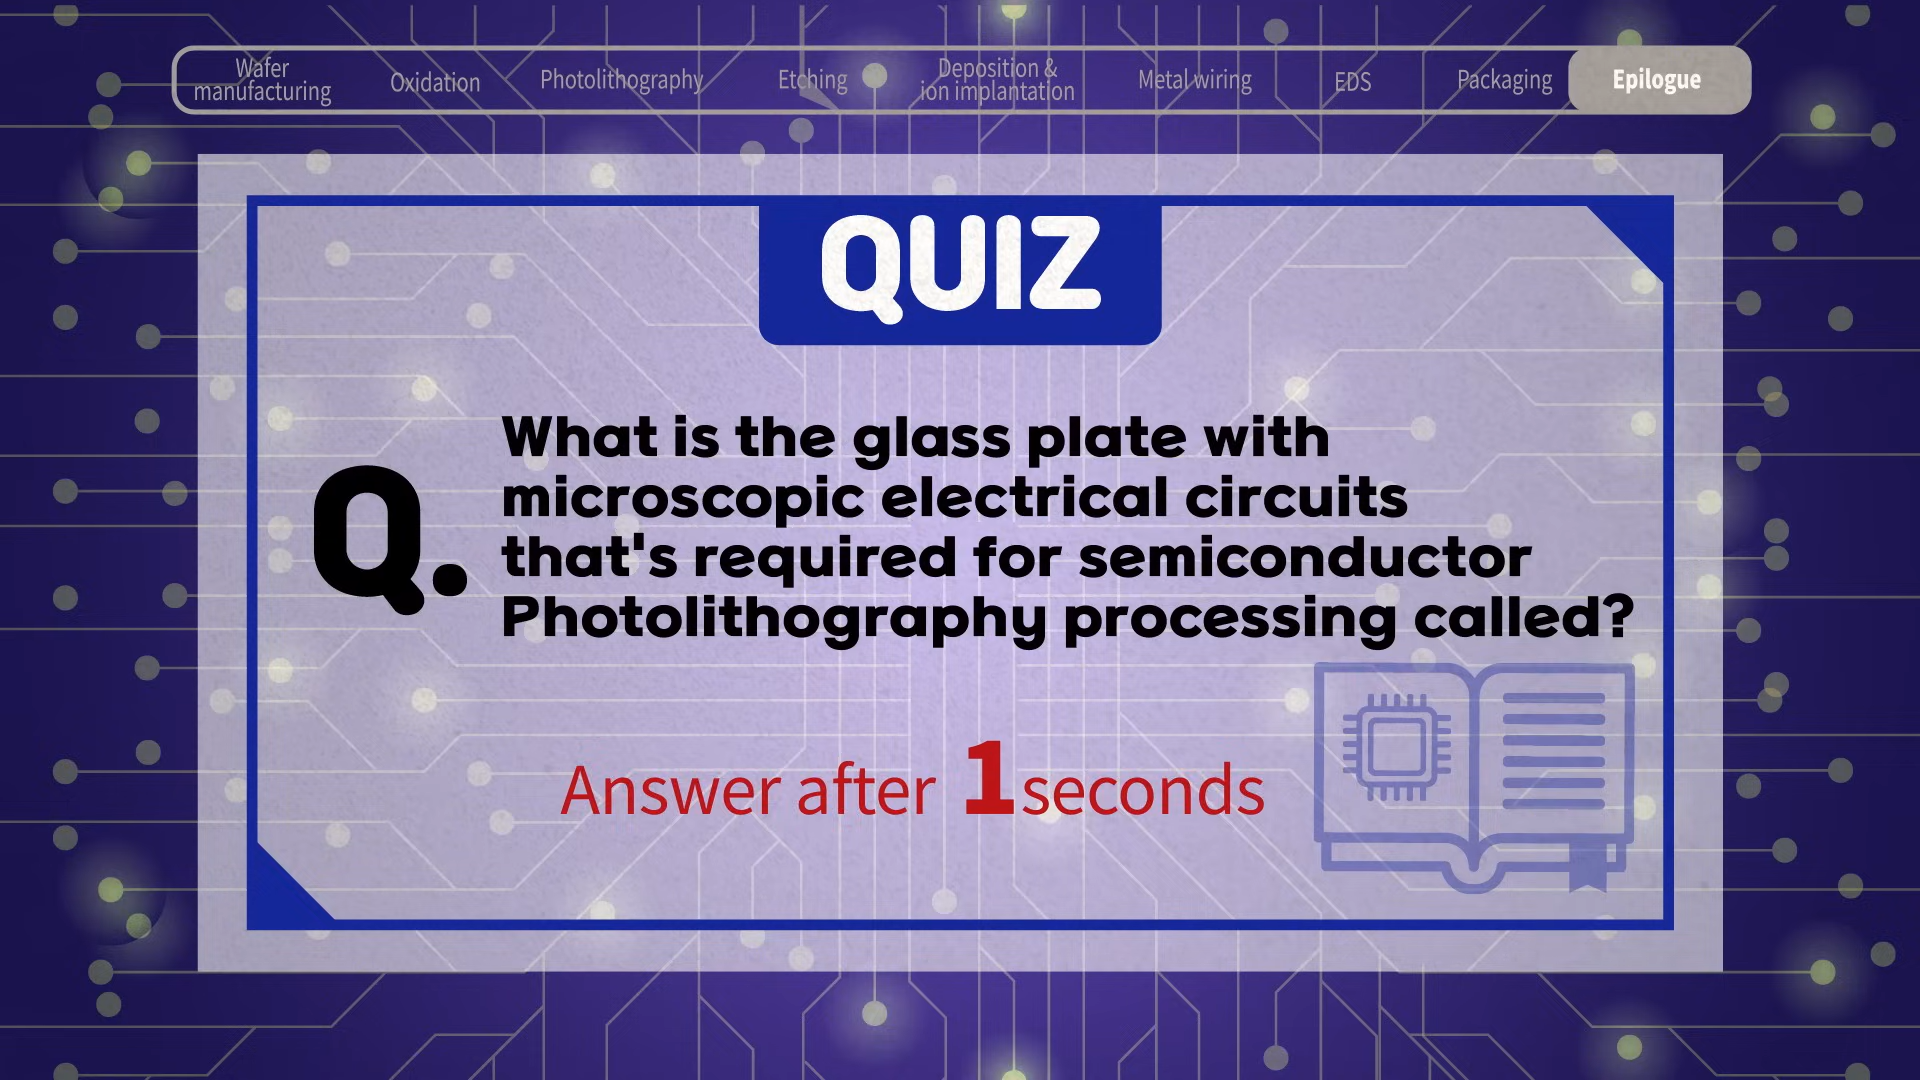 Wafer
manufacturing
Oxidation
Photolithography
Etching
Deposition &
ion implantation
Metal wiring
EDS
Packaging
Epilogue
QUIZ
Q.
What is the glass plate with
microscopic electrical circuits
that's required for semiconductor
Photolithography processing called?
Answer after 1 seconds